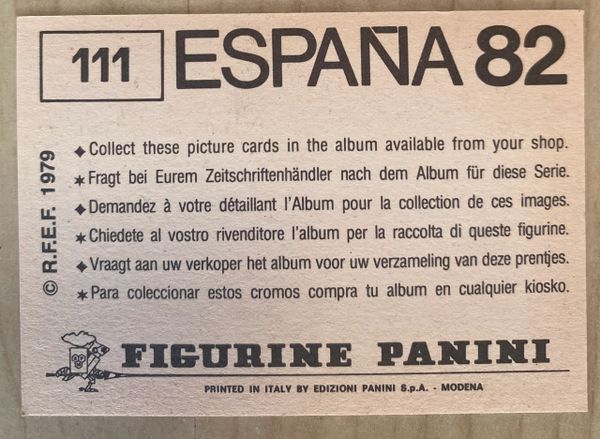 111 ESPAÑA 82
© R.F.E.F. 1979
◆ Collect these picture cards in the album available from your shop.
✶ Fragt bei Eurem Zeitschriftenhändler nach dem Album für diese Serie.
◆ Demandez à votre détaillant l'Album pour la collection de ces images.
✶ Chiedete al vostro rivenditore l'album per la raccolta di queste figurine.
◆ Vraagt aan uw verkoper het album voor uw verzameling van deze prentjes.
✶ Para coleccionar estos cromos compra tu album en cualquier kiosko.
FIGURINE PANINI
PRINTED IN ITALY BY EDIZIONI PANINI S.p.A. - MODENA